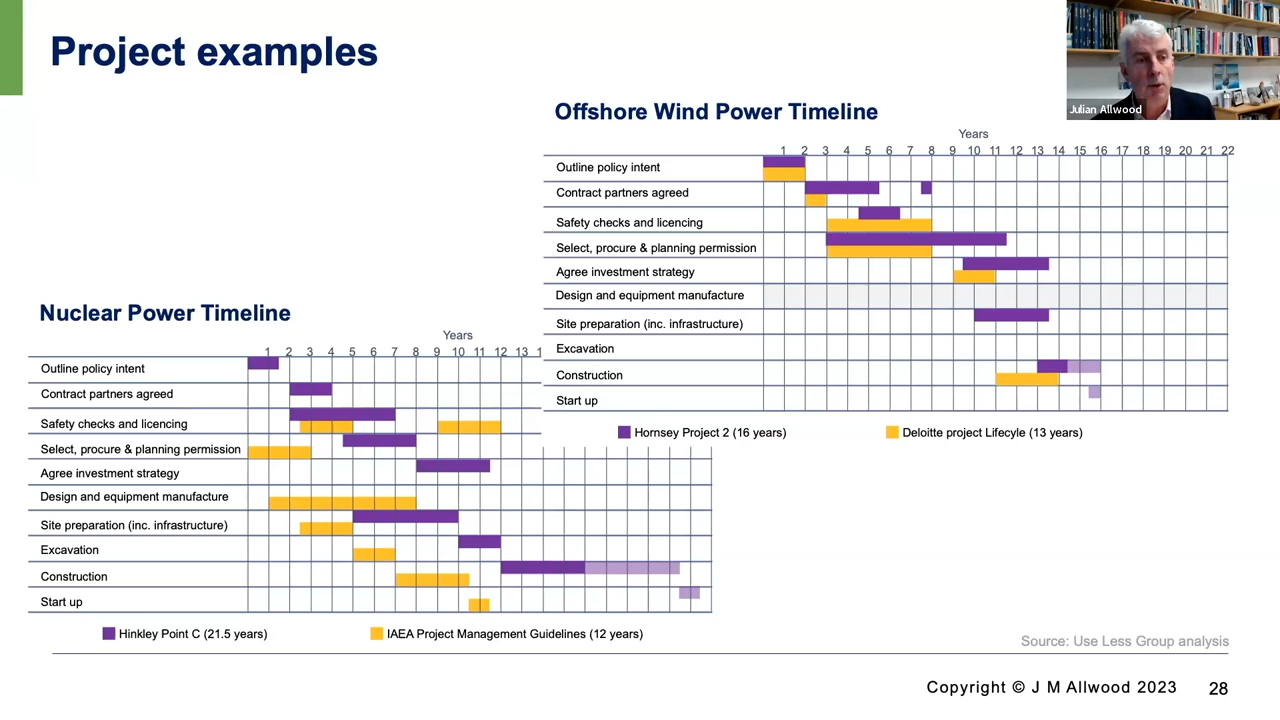 Project examples
Julian Allwood
Offshore Wind Power Timeline
Years
1 2 3 4 5 6 7 8 9 10 11 12 13 14 15 16 17 18 19 20 21 22
Outline policy intent
Contract partners agreed
Safety checks and licencing
Select, procure & planning permission
Agree investment strategy
Design and equipment manufacture
Site preparation (inc. infrastructure)
Excavation
Construction
Start up
Hornsey Project 2 (16 years)
Deloitte project Lifecyle (13 years)
Nuclear Power Timeline
Years
1 2 3 4 5 6 7 8 9 10 11 12 13 1
Outline policy intent
Contract partners agreed
Safety checks and licencing
Select, procure & planning permission
Agree investment strategy
Design and equipment manufacture
Site preparation (inc. infrastructure)
Excavation
Construction
Start up
Hinkley Point C (21.5 years)
IAEA Project Management Guidelines (12 years)
Source: Use Less Group analysis
Copyright © J M Allwood 2023
28